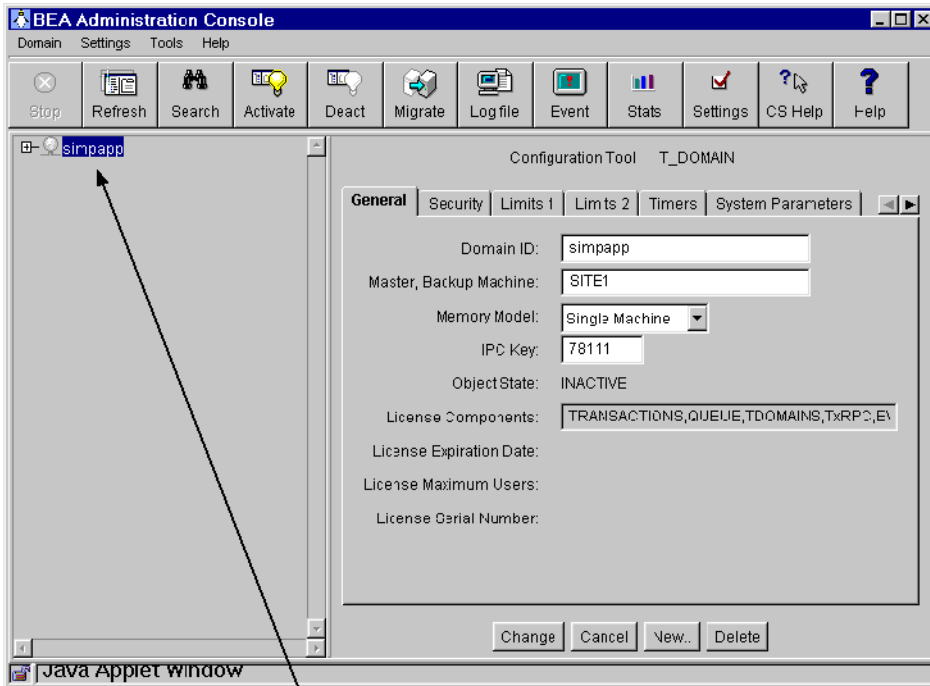 BEA Administration Console
Domain Settings Tools Help
Stop Refresh Search Activate Deact Migrate Log file Event Stats Settings CS Help Help
simpapp
Configuration Tool T_DOMAIN
General Security Limits 1 Limits 2 Timers System Parameters
Domain ID: simpapp
Master, Backup Machine: SITE1
Memory Model: Single Machine
IPC Key: 78111
Object State: INACTIVE
License Components: TRANSACTIONS,QUEUE,TDOMAINS,TxRPC,EV
License Expiration Date:
License Maximum Users:
License Serial Number:
Change Cancel New.. Delete
Java Applet Window